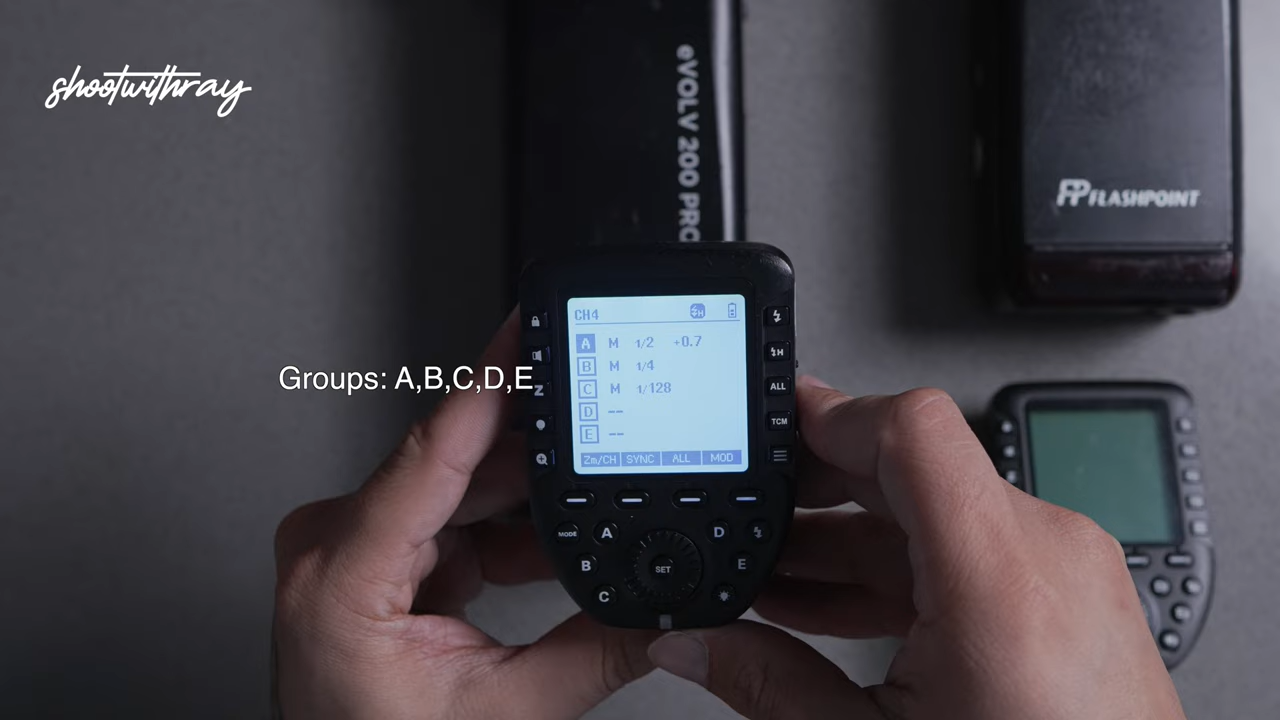 shootwithray
eVOLV 200 PRO
FP FLASHPOINT
Groups: A,B,C,D,E
CH4
A M 1/2 +0.7
B M 1/4
C M 1/128
D --
E --
Zm/CH SYNC ALL MOD
Z
H
ALL
TCM
MODE A D
B SET E
C